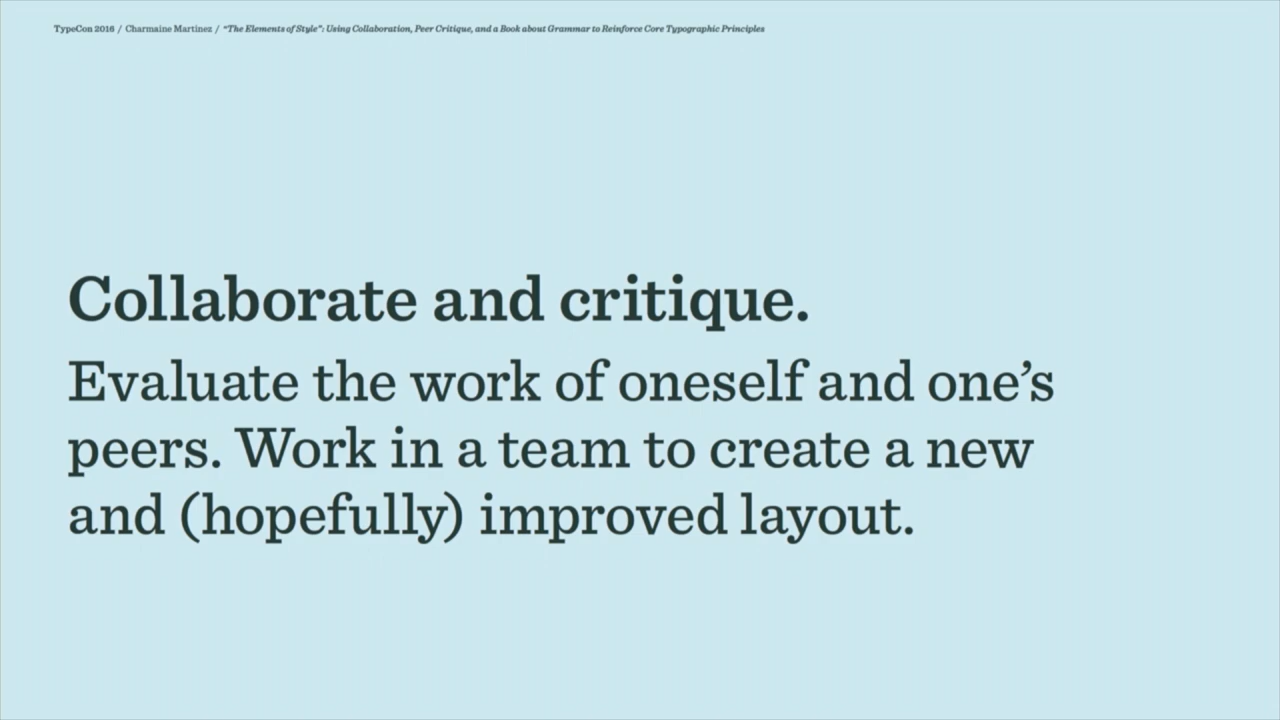 TypeCon 2016 / Charmaine Martinez / “The Elements of Style”: Using Collaboration, Peer Critique, and a Book about Grammar to Reinforce Core Typographic Principles
Collaborate and critique.
Evaluate the work of oneself and one’s
peers. Work in a team to create a new
and (hopefully) improved layout.